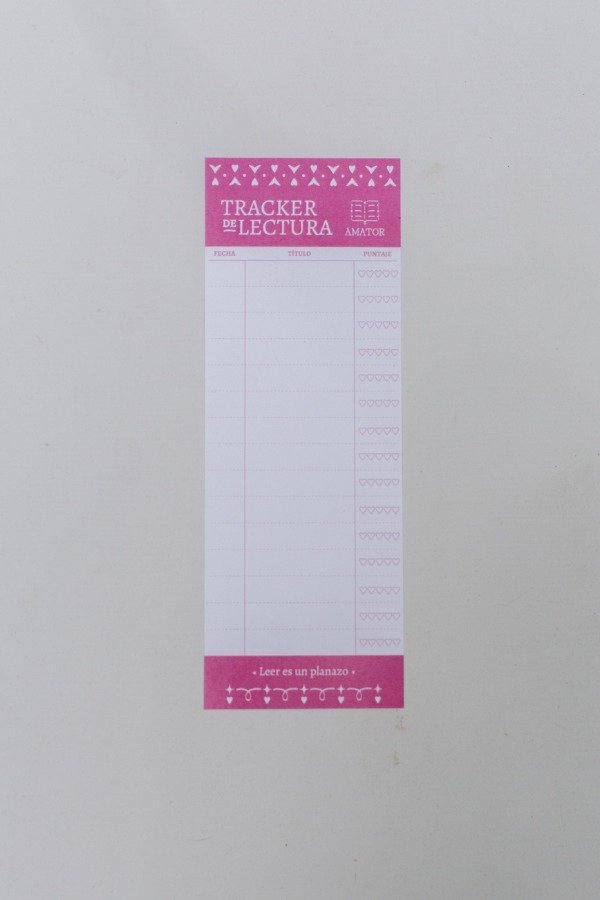 TRACKER
DE LECTURA
AMATOR
FECHA TÍTULO PUNTAJE
• Leer es un planazo •